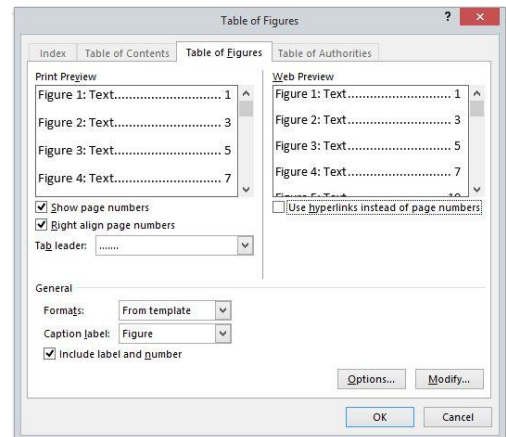 Table of Figures
? ×
Index Table of Contents Table of Figures Table of Authorities
Print Preview
Figure 1: Text................................. 1
Figure 2: Text................................. 3
Figure 3: Text................................. 5
Figure 4: Text................................. 7
Web Preview
Figure 1: Text................................. 1
Figure 2: Text................................. 3
Figure 3: Text................................. 5
Figure 4: Text................................. 7
Figure 5: Text................................. 10
Show page numbers
Right align page numbers
Tab leader: .......
Use hyperlinks instead of page numbers
General
Formats: From template
Caption label: Figure
Include label and number
Options... Modify...
OK Cancel